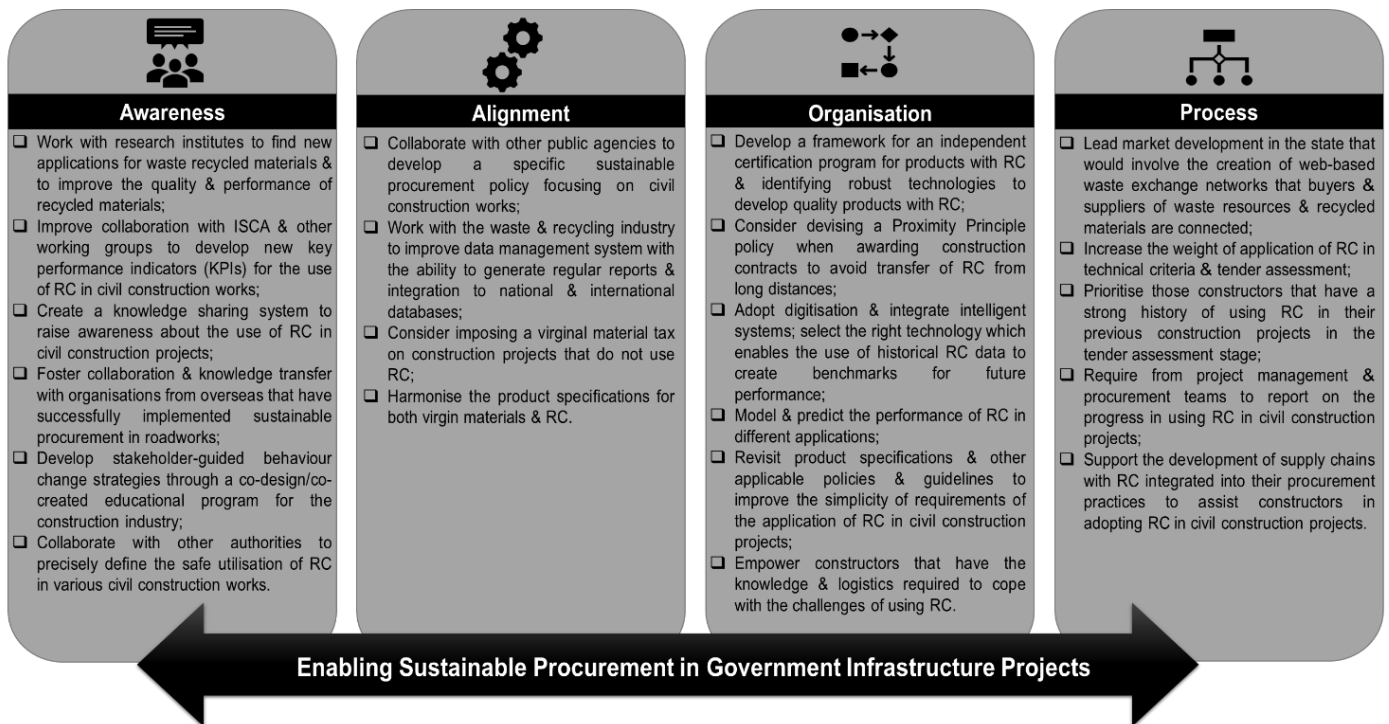 Awareness
❑ Work with research institutes to find new
applications for waste recycled materials &
to improve the quality & performance of
recycled materials;
❑ Improve collaboration with ISCA & other
working groups to develop new key
performance indicators (KPIs) for the use
of RC in civil construction works;
❑ Create a knowledge sharing system to
raise awareness about the use of RC in
civil construction projects;
❑ Foster collaboration & knowledge transfer
with organisations from overseas that have
successfully implemented sustainable
procurement in roadworks;
❑ Develop stakeholder-guided behaviour
change strategies through a co-design/co-
created educational program for the
construction industry;
❑ Collaborate with other authorities to
precisely define the safe utilisation of RC
in various civil construction works.
Alignment
❑ Collaborate with other public agencies to
develop a specific sustainable
procurement policy focusing on civil
construction works;
❑ Work with the waste & recycling industry
to improve data management system with
the ability to generate regular reports &
integration to national & international
databases;
❑ Consider imposing a virginal material tax
on construction projects that do not use
RC;
❑ Harmonise the product specifications for
both virgin materials & RC.
Organisation
❑ Develop a framework for an independent
certification program for products with RC
& identifying robust technologies to
develop quality products with RC;
❑ Consider devising a Proximity Principle
policy when awarding construction
contracts to avoid transfer of RC from
long distances;
❑ Adopt digitisation & integrate intelligent
systems; select the right technology which
enables the use of historical RC data to
create benchmarks for future
performance;
❑ Model & predict the performance of RC in
different applications;
❑ Revisit product specifications & other
applicable policies & guidelines to
improve the simplicity of requirements of
the application of RC in civil construction
projects;
❑ Empower constructors that have the
knowledge & logistics required to cope
with the challenges of using RC.
Process
❑ Lead market development in the state that
would involve the creation of web-based
waste exchange networks that buyers &
suppliers of waste resources & recycled
materials are connected;
❑ Increase the weight of application of RC in
technical criteria & tender assessment;
❑ Prioritise those constructors that have a
strong history of using RC in their
previous construction projects in the
tender assessment stage;
❑ Require from project management &
procurement teams to report on the
progress in using RC in civil construction
projects;
❑ Support the development of supply chains
with RC integrated into their procurement
practices to assist constructors in
adopting RC in civil construction projects.
Enabling Sustainable Procurement in Government Infrastructure Projects